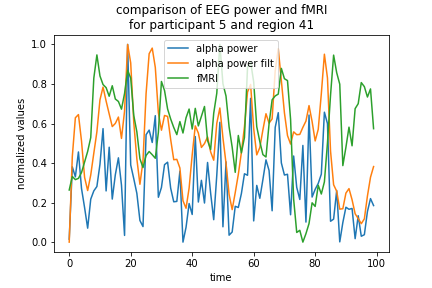 comparison of EEG power and fMRI
for participant 5 and region 41
alpha power
alpha power filt
fMRI
normalized values
1.0
0.8
0.6
0.4
0.2
0.0
0
20
40
60
80
100
time